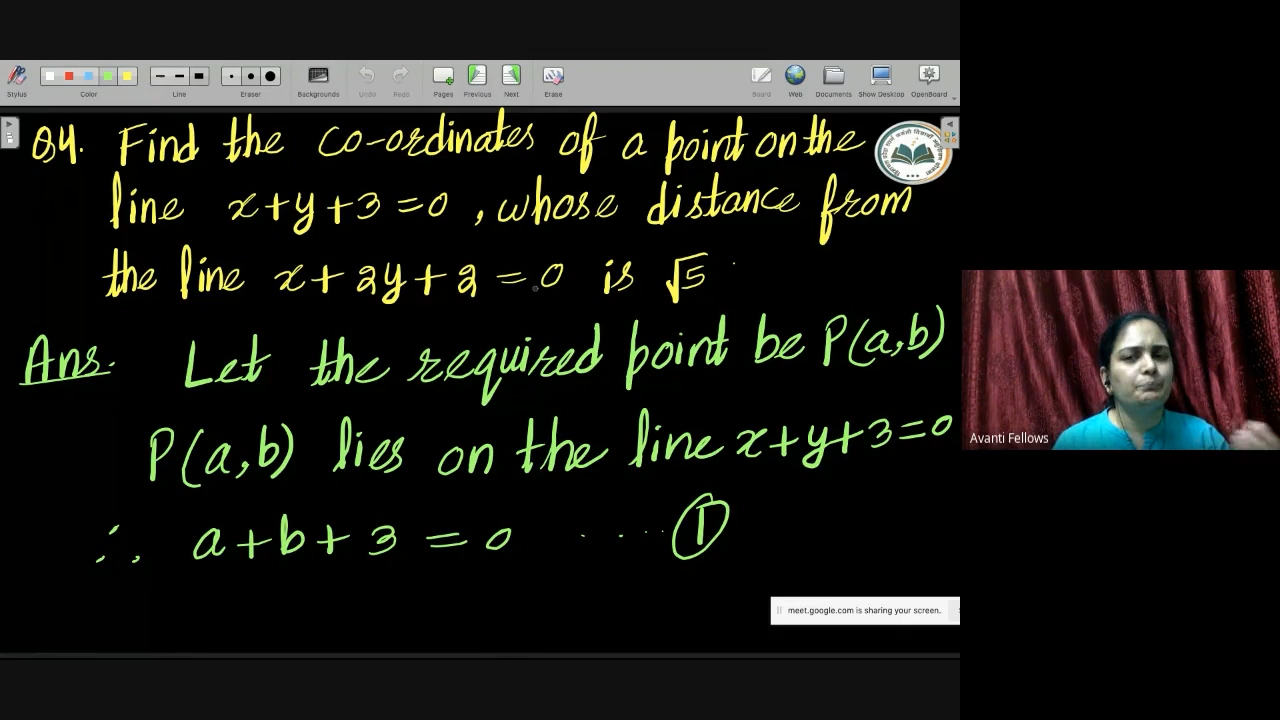 Stylus Color Line Eraser Backgrounds Undo Redo Pages Previous Next Erase Board Web Documents Show Desktop OpenBoard
Q4. Find the co-ordinates of a point on the
line x+y+3=0, whose distance from
the line x+2y+2=0 is √5
Ans. Let the required point be P(a,b)
P(a,b) lies on the line x+y+3=0
∴ a+b+3=0 .... ①
Avanti Fellows
meet.google.com is sharing your screen.